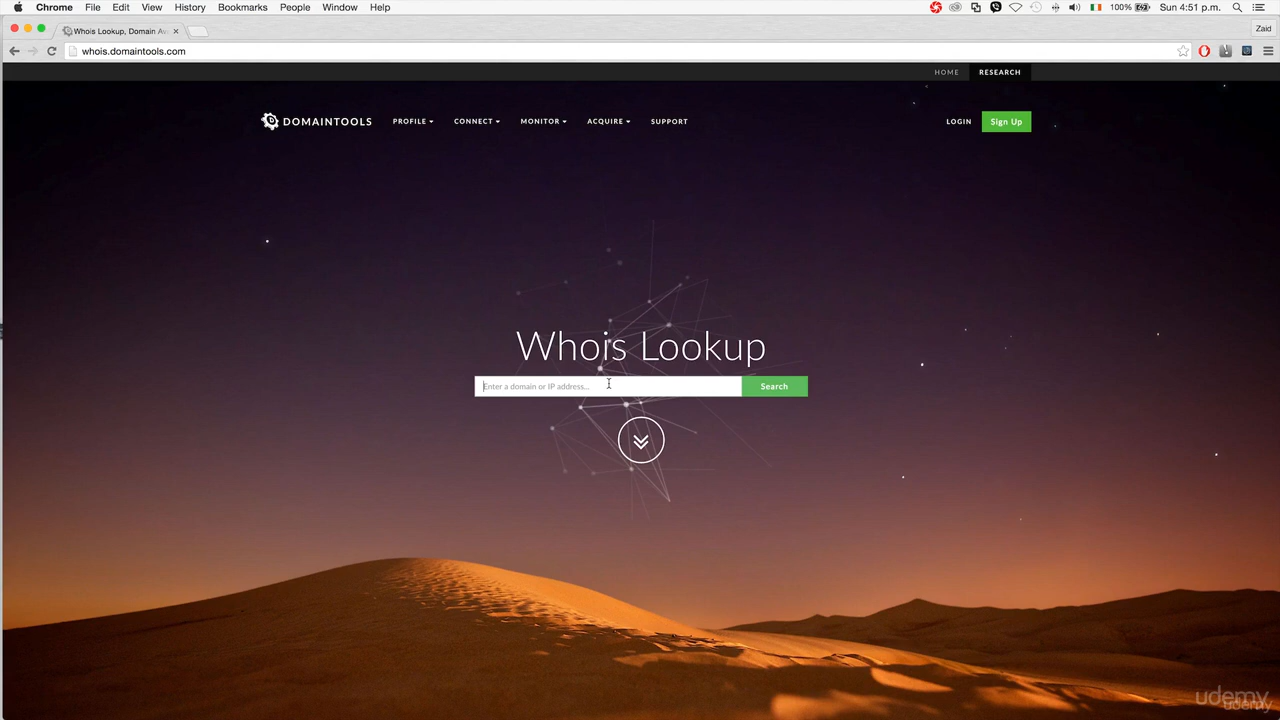 Chrome File Edit View History Bookmarks People Window Help 100% Sun 4:51 p.m.
Whois Lookup, Domain Av Zaid
whois.domaintools.com
HOME RESEARCH
DOMAINTOOLS PROFILE CONNECT MONITOR ACQUIRE SUPPORT LOGIN Sign Up
Whois Lookup
Enter a domain or IP address... Search
udemy
udemy